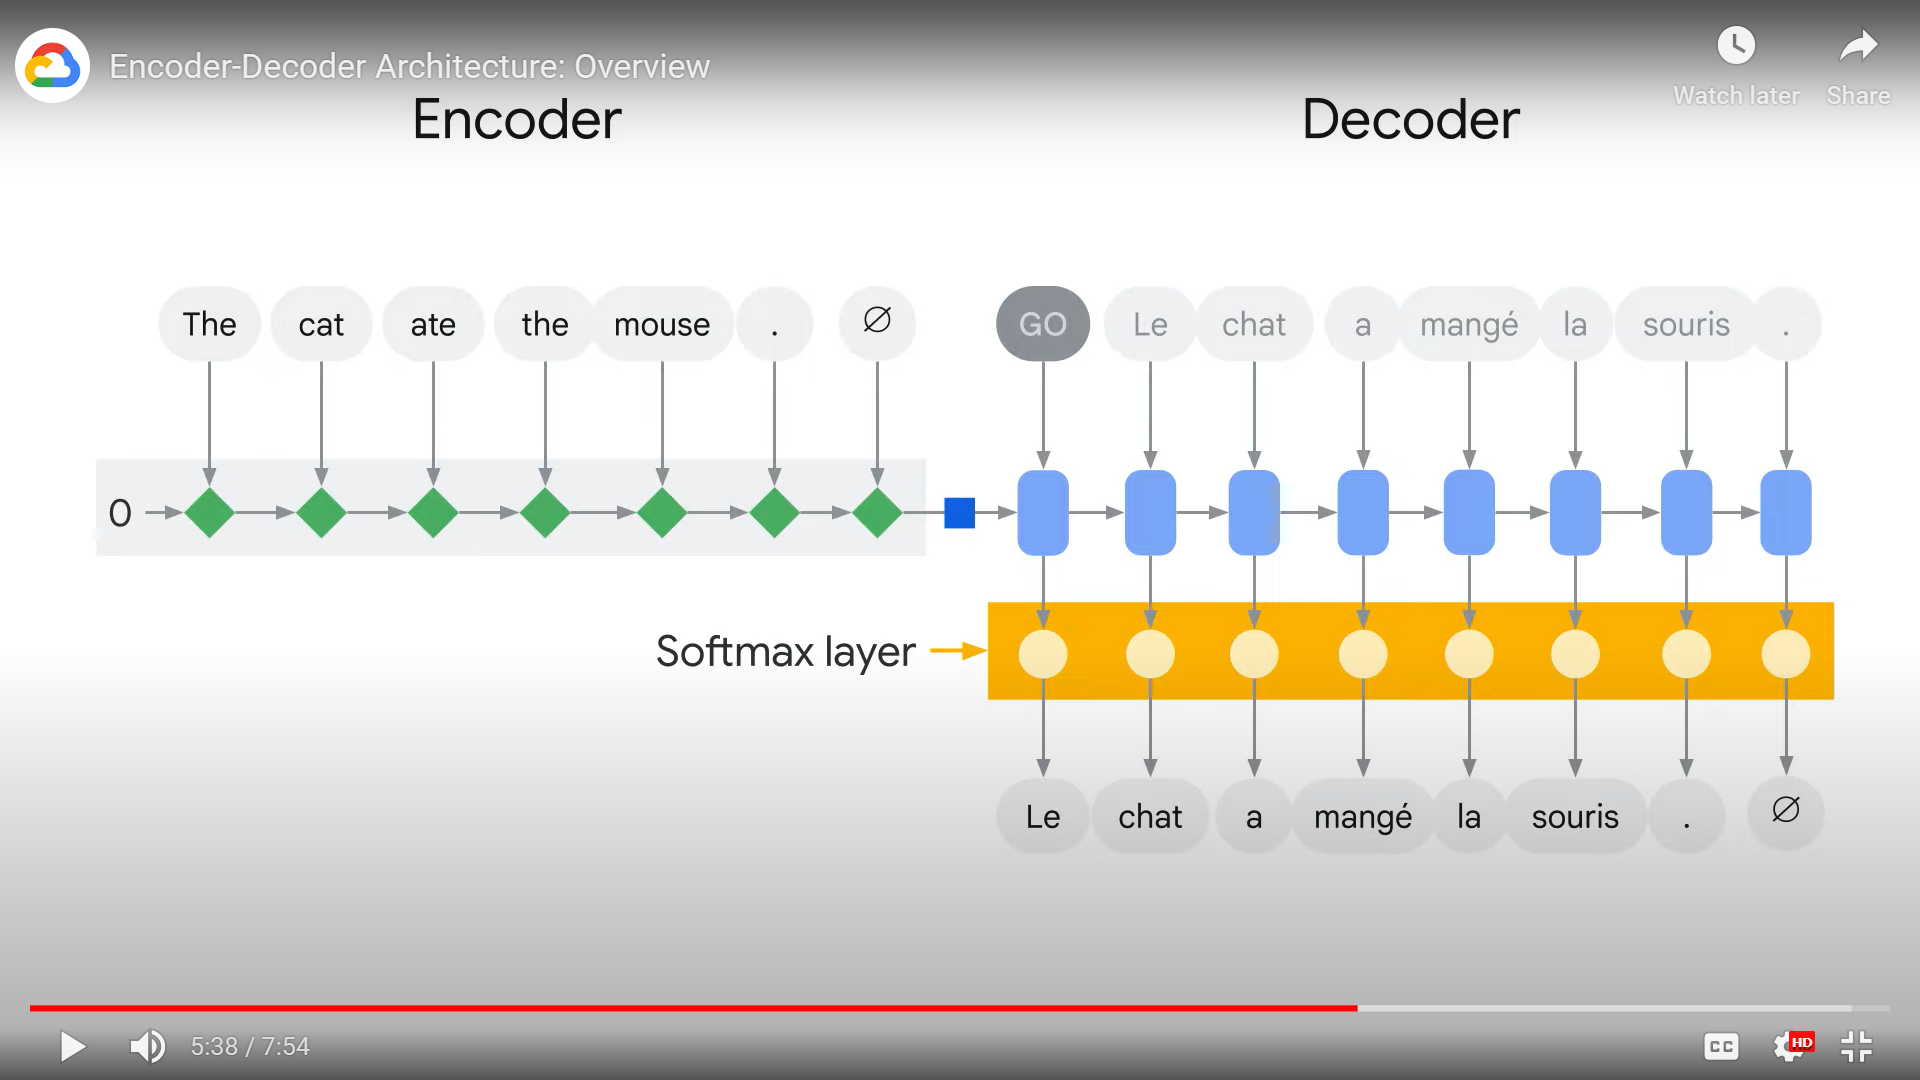 Encoder-Decoder Architecture: Overview
Watch later
Share
Encoder
Decoder
The cat ate the mouse . ∅
GO Le chat a mangé la souris .
0
Softmax layer
Le chat a mangé la souris . ∅
5:38 / 7:54
CC
HD